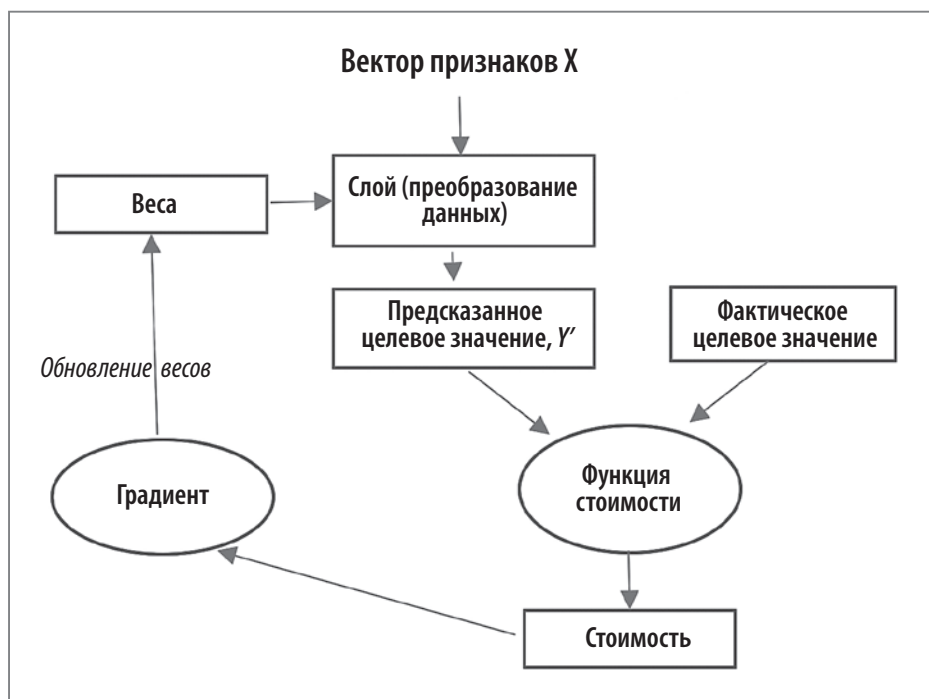 Вектор признаков X
Слой (преобразование
данных)
Веса
Предсказанное
целевое значение, Y′
Фактическое
целевое значение
Обновление весов
Градиент
Функция
стоимости
Стоимость